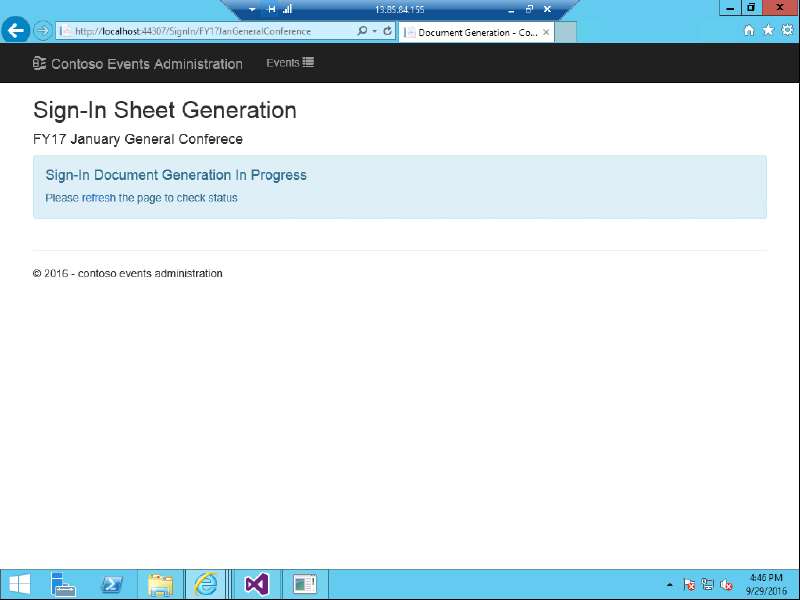 13.85.84.155
http://localhost:44307/SignIn/FY17JanGeneralConference
Document Generation - Co...
Contoso Events Administration
Events
Sign-In Sheet Generation
FY17 January General Conferece
Sign-In Document Generation In Progress
Please refresh the page to check status
© 2016 - contoso events administration
4:46 PM
9/29/2016